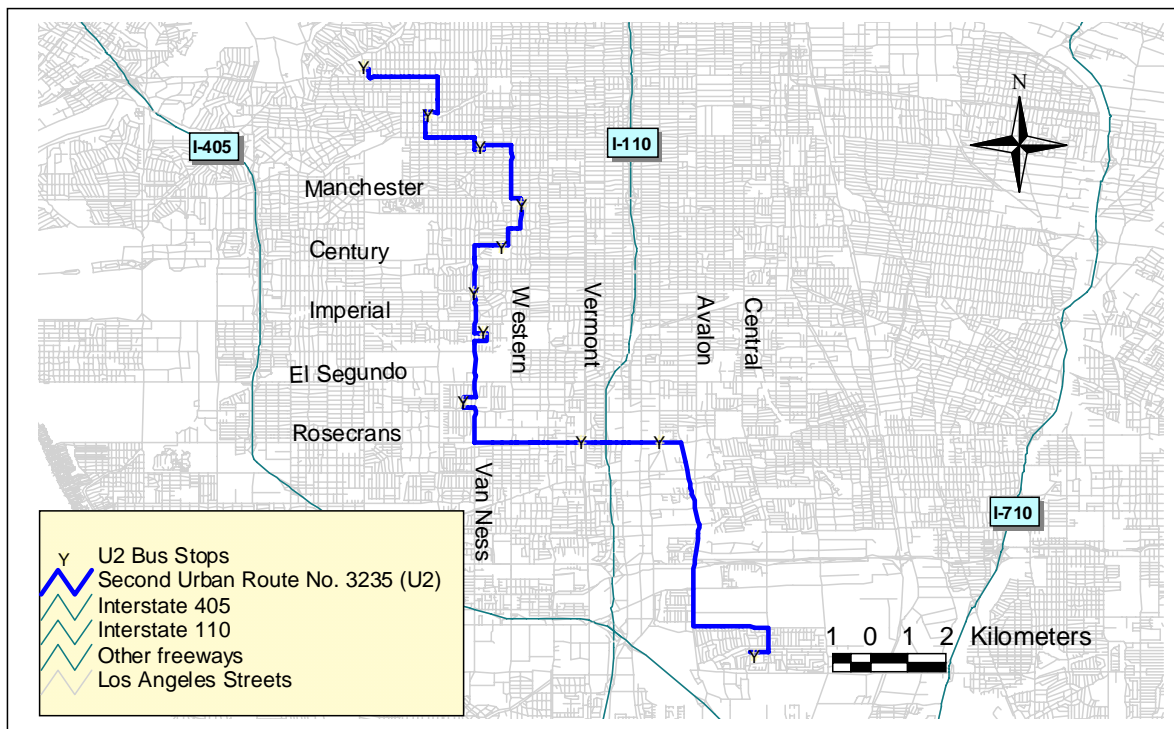 N
I-405
I-110
Manchester
Century
Imperial
El Segundo
Rosecrans
Western
Vermont
Avalon
Central
Van Ness
I-710
Y U2 Bus Stops
Second Urban Route No. 3235 (U2)
Interstate 405
Interstate 110
Other freeways
Los Angeles Streets
1 0 1 2 Kilometers
Y
Y
Y
Y
Y
Y
Y
Y
Y
Y
Y